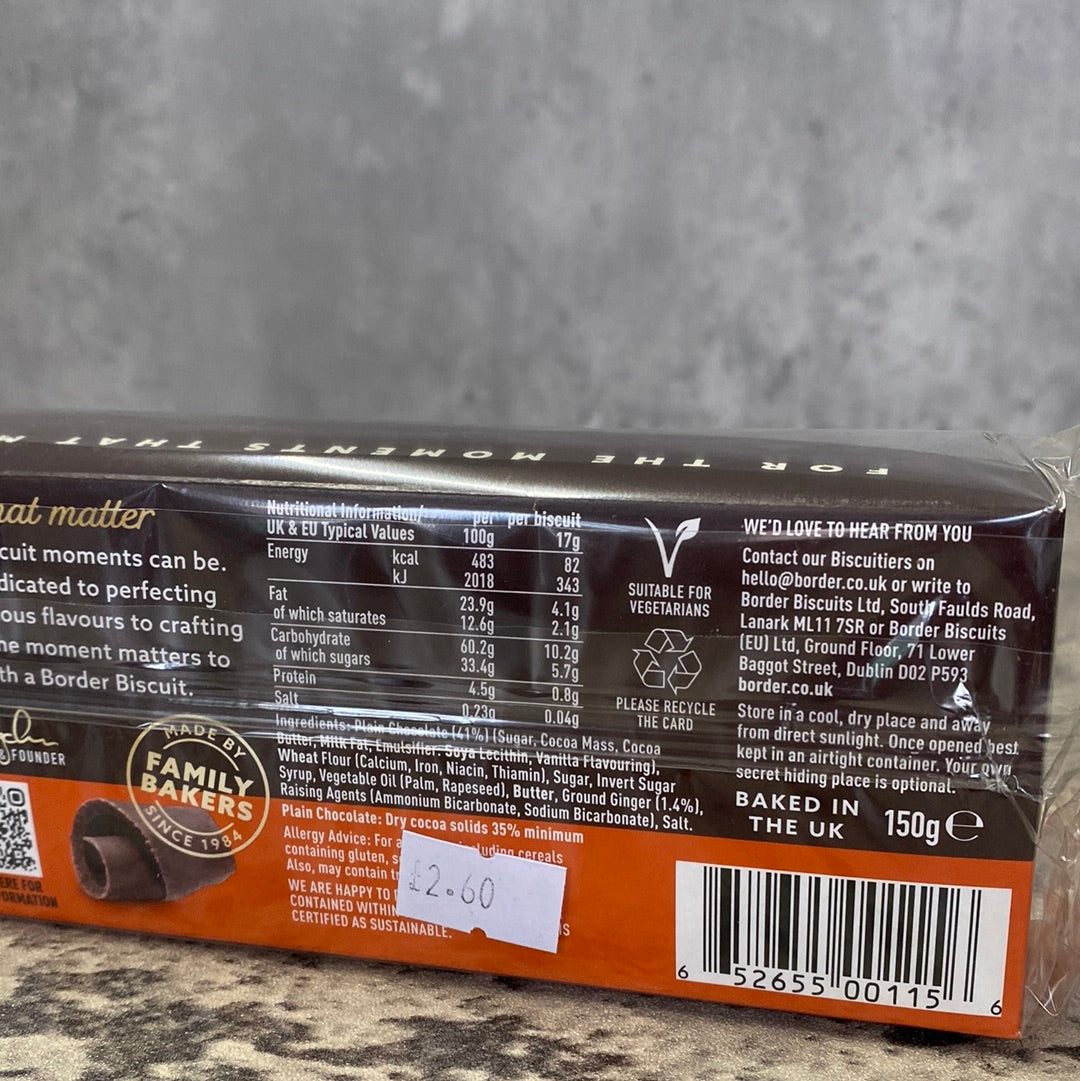 FOR THE MOMENTS THAT
hat matter
cuit moments can be.
dicated to perfecting
ous flavours to crafting
he moment matters to
th a Border Biscuit.
& FOUNDER
MADE BY
FAMILY
BAKERS
SINCE 1984
ERE FOR
ORMATION
Nutritional Information/ per per biscuit
UK & EU Typical Values 100g 17g
Energy kcal 483 82
kJ 2018 343
Fat 23.9g 4.1g
of which saturates 12.6g 2.1g
Carbohydrate 60.2g 10.2g
of which sugars 33.4g 5.7g
Protein 4.5g 0.8g
Salt 0.23g 0.04g
Ingredients: Plain Chocolate (41%) (Sugar, Cocoa Mass, Cocoa
Butter, Milk Fat, Emulsifier: Soya Lecithin, Vanilla Flavouring),
Wheat Flour (Calcium, Iron, Niacin, Thiamin), Sugar, Invert Sugar
Syrup, Vegetable Oil (Palm, Rapeseed), Butter, Ground Ginger (1.4%),
Raising Agents (Ammonium Bicarbonate, Sodium Bicarbonate), Salt.
Plain Chocolate: Dry cocoa solids 35% minimum
Allergy Advice: For a cluding cereals
containing gluten, s
Also, may contain
WE ARE HAPPY TO
CONTAINED WITHIN
CERTIFIED AS SUSTAINABLE.
£2.60
SUITABLE FOR
VEGETARIANS
PLEASE RECYCLE
THE CARD
WE'D LOVE TO HEAR FROM YOU
Contact our Biscuitiers on
hello@border.co.uk or write to
Border Biscuits Ltd, South Faulds Road,
Lanark ML11 7SR or Border Biscuits
(EU) Ltd, Ground Floor, 71 Lower
Baggot Street, Dublin D02 P593
border.co.uk
Store in a cool, dry place and away
from direct sunlight. Once opened best
kept in an airtight container. Your own
secret hiding place is optional.
BAKED IN
THE UK
150g e
6 52655 00115 6